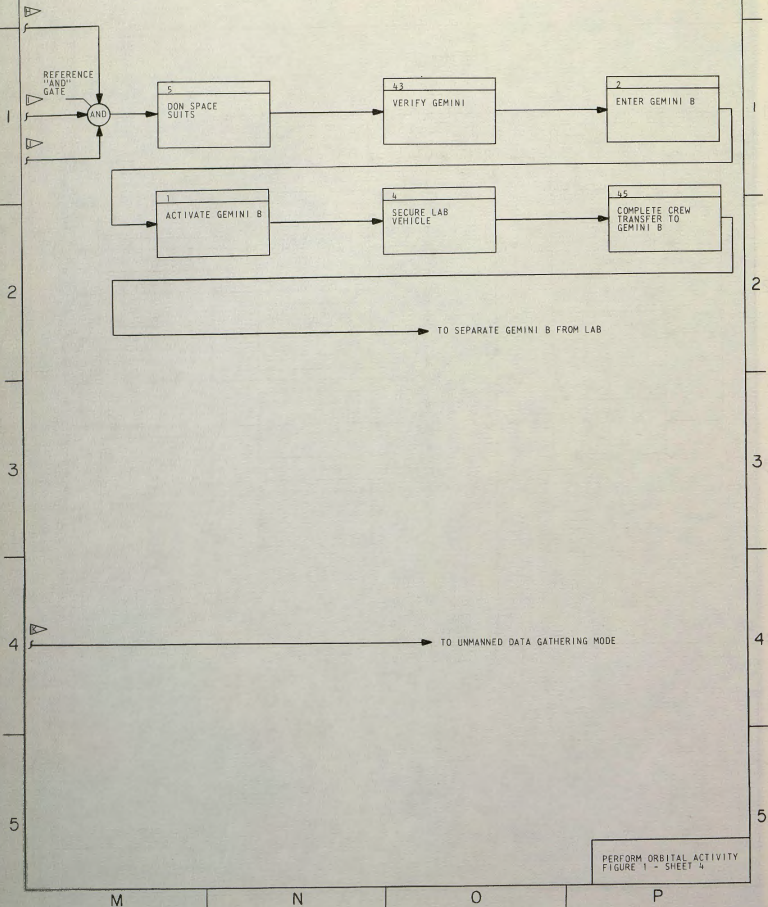 REFERENCE
"AND"
GATE
AND
5
DON SPACE
SUITS
43
VERIFY GEMINI
2
ENTER GEMINI B
1
1
1
ACTIVATE GEMINI B
4
SECURE LAB
VEHICLE
45
COMPLETE CREW
TRANSFER TO
GEMINI B
2
2
TO SEPARATE GEMINI B FROM LAB
3
3
K
4
TO UNMANNED DATA GATHERING MODE
4
5
5
PERFORM ORBITAL ACTIVITY
FIGURE 1 - SHEET 4
M
N
O
P